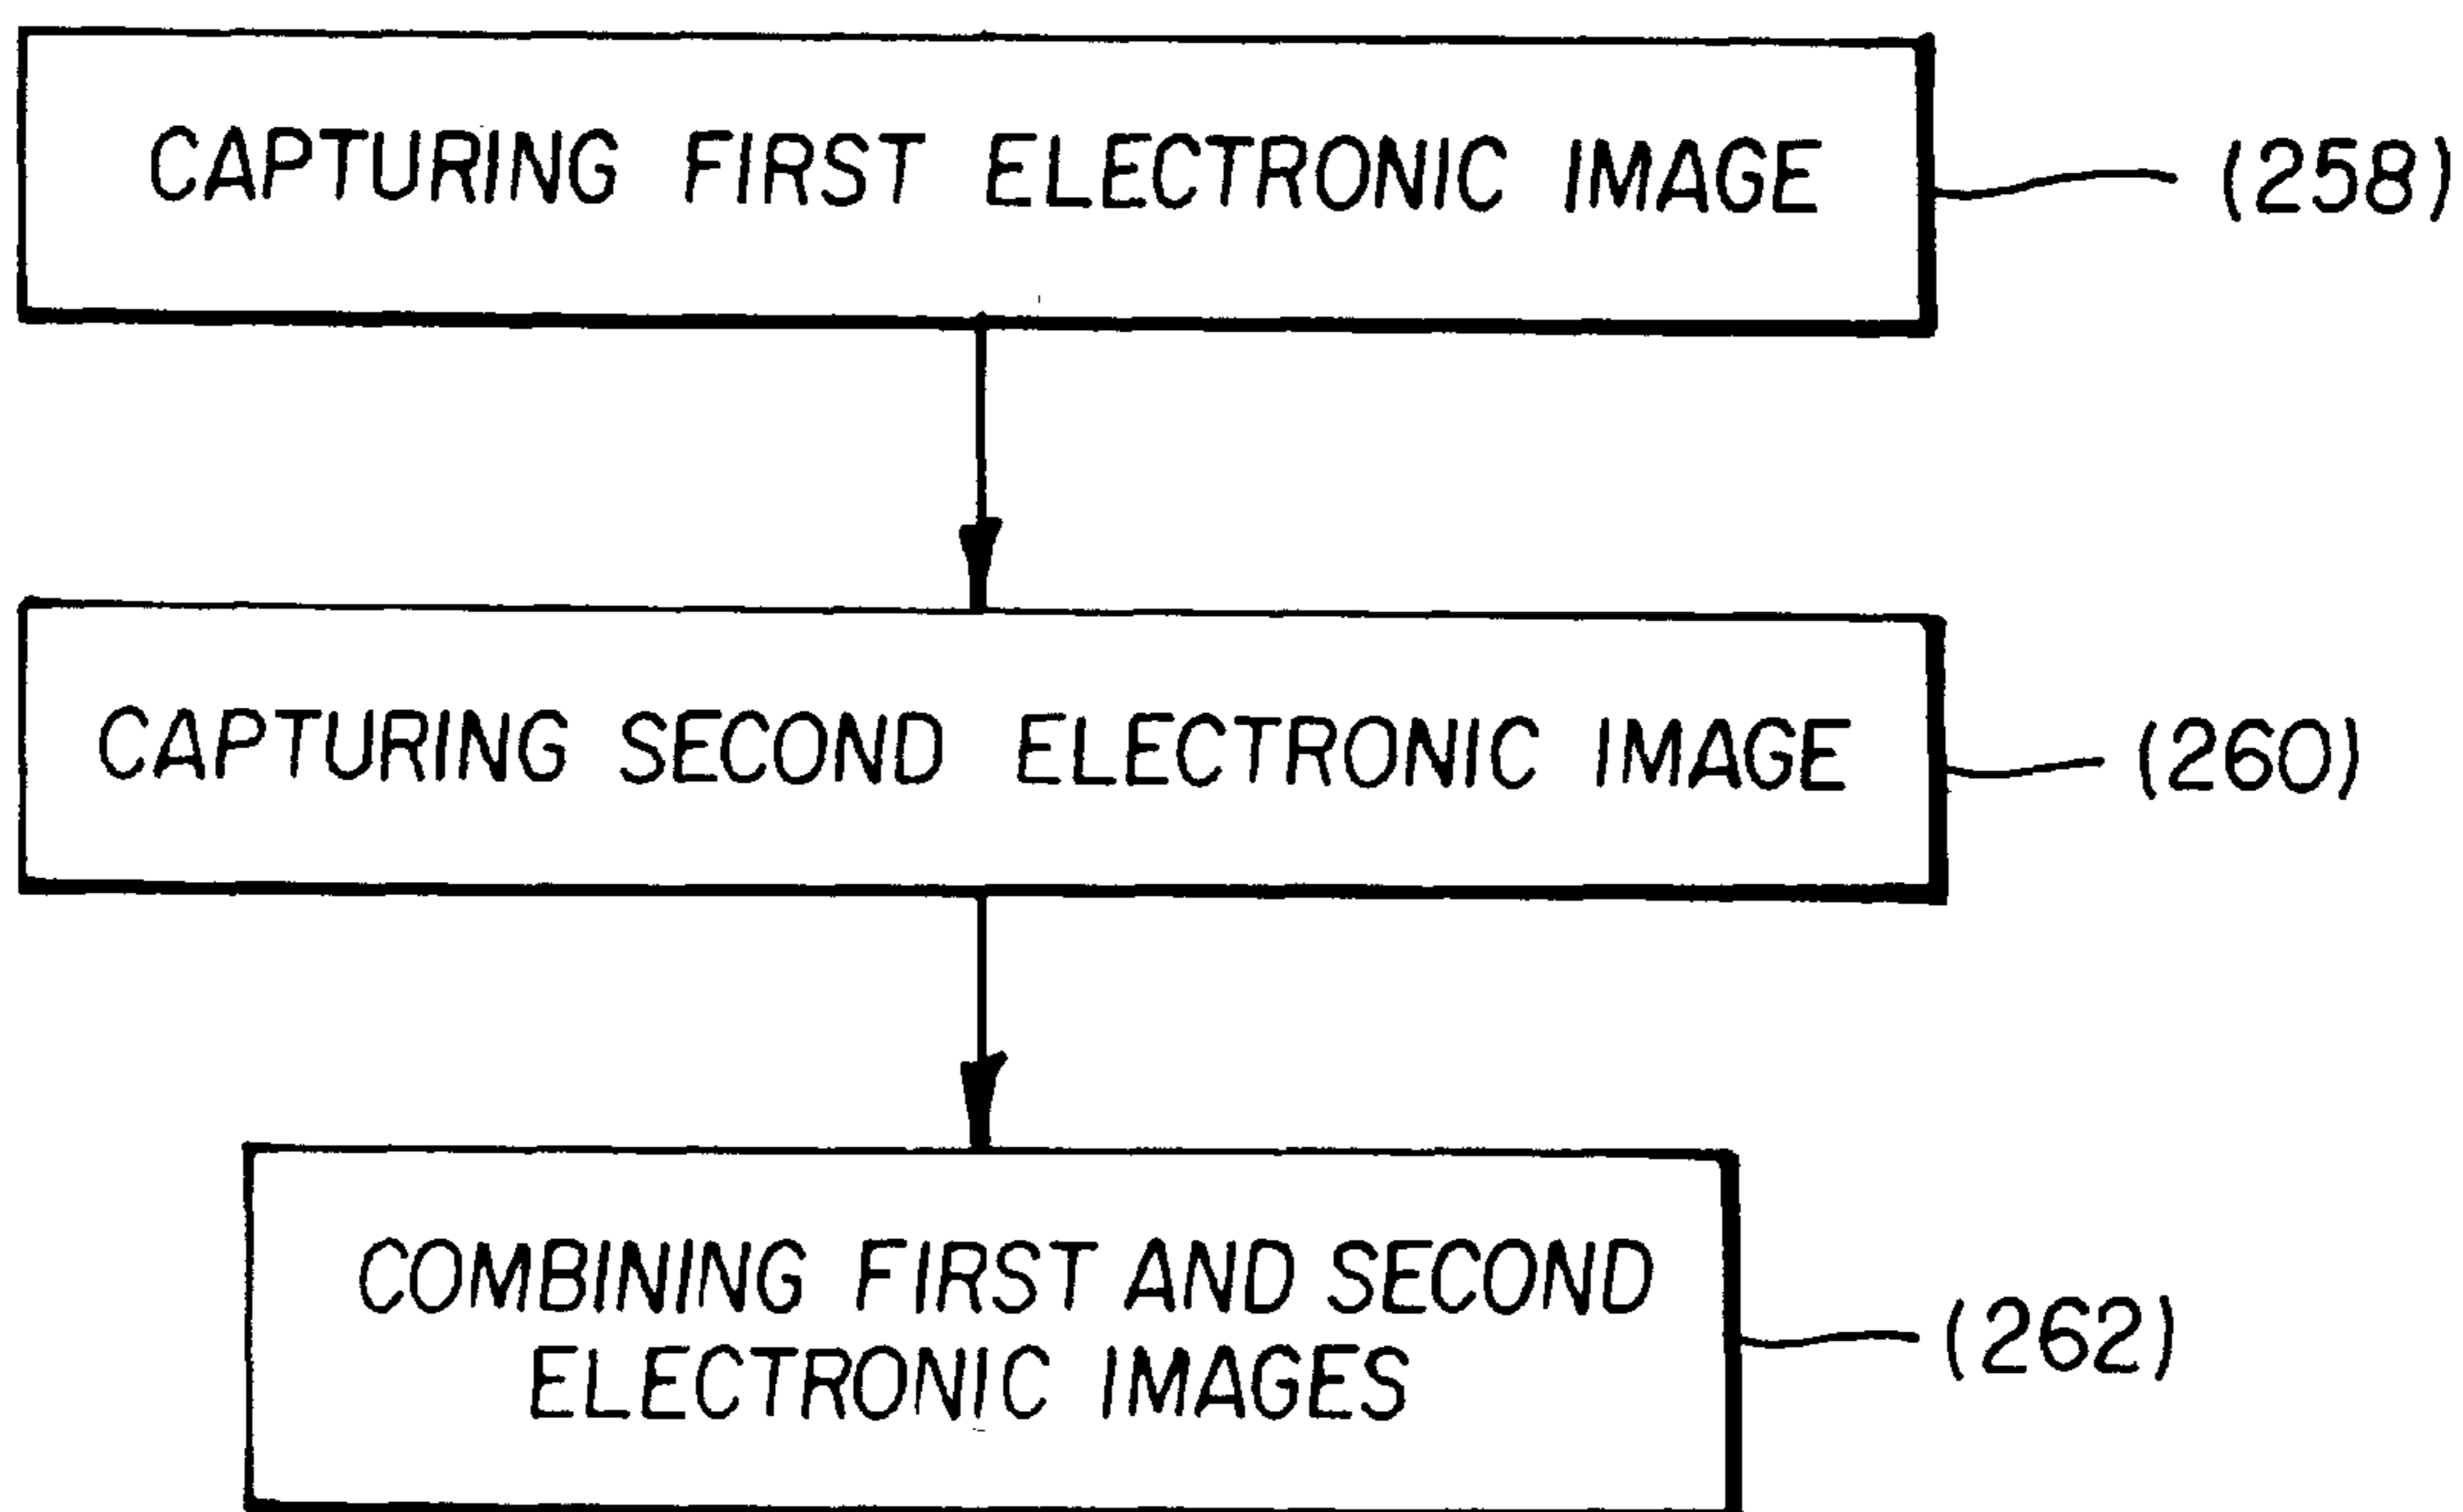 CAPTURING FIRST ELECTRONIC IMAGE (258)
CAPTURING SECOND ELECTRONIC IMAGE (260)
COMBINING FIRST AND SECOND
ELECTRONIC IMAGES
(262)